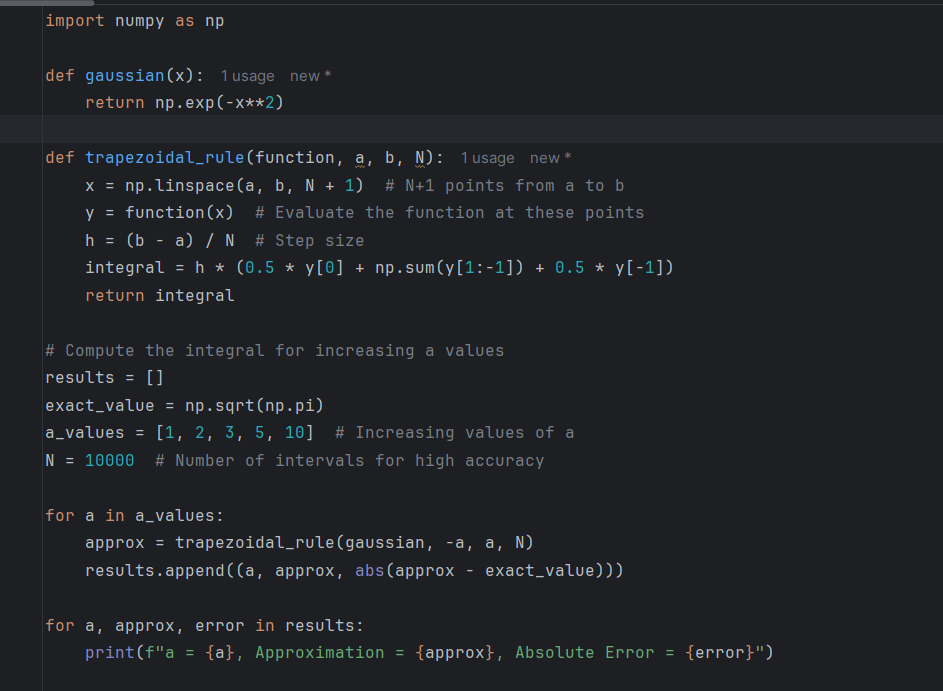 import numpy as np
def gaussian(x): 1 usage new *
    return np.exp(-x**2)
def trapezoidal_rule(function, a, b, N): 1 usage new *
    x = np.linspace(a, b, N + 1)  # N+1 points from a to b
    y = function(x)  # Evaluate the function at these points
    h = (b - a) / N  # Step size
    integral = h * (0.5 * y[0] + np.sum(y[1:-1]) + 0.5 * y[-1])
    return integral
# Compute the integral for increasing a values
results = []
exact_value = np.sqrt(np.pi)
a_values = [1, 2, 3, 5, 10]  # Increasing values of a
N = 10000  # Number of intervals for high accuracy
for a in a_values:
    approx = trapezoidal_rule(gaussian, -a, a, N)
    results.append((a, approx, abs(approx - exact_value)))
for a, approx, error in results:
    print(f"a = {a}, Approximation = {approx}, Absolute Error = {error}")